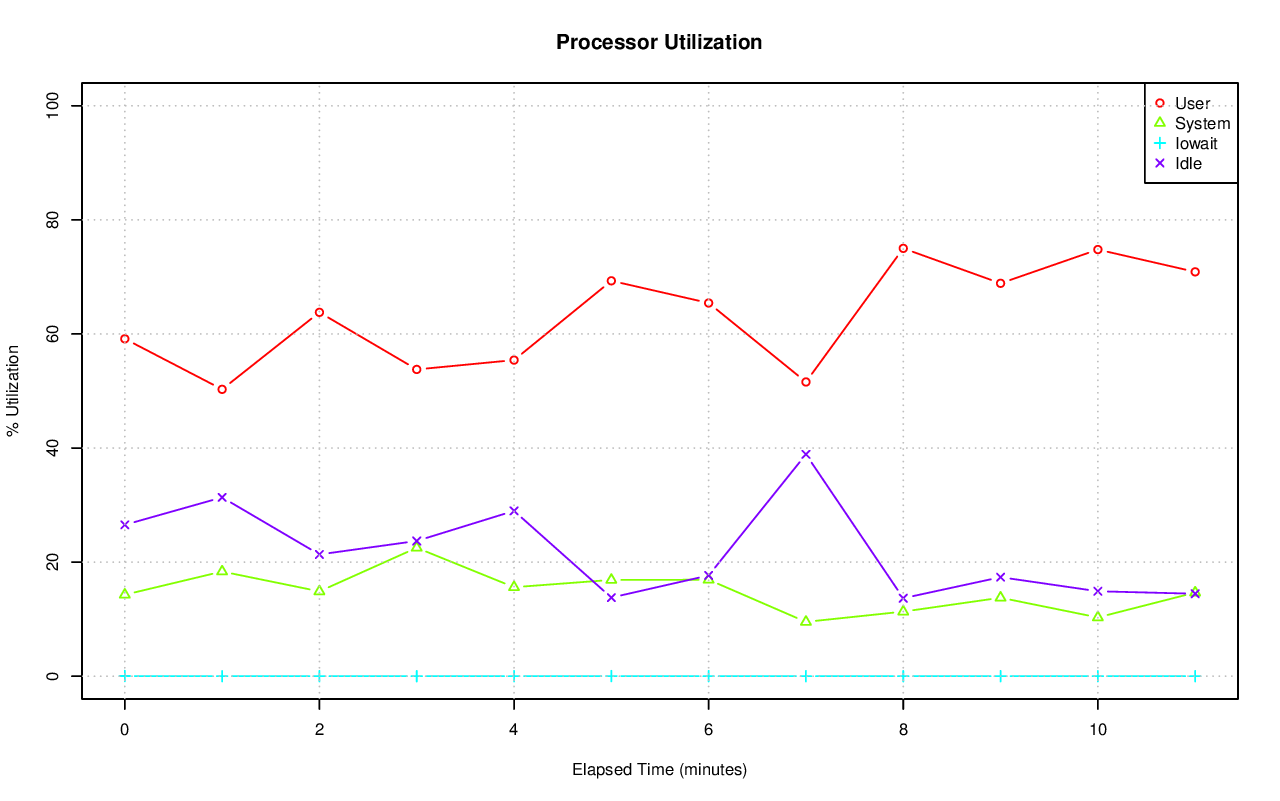 Processor Utilization
100
80
60
40
20
0
% Utilization
User
System
Iowait
Idle
0 2 4 6 8 10
Elapsed Time (minutes)